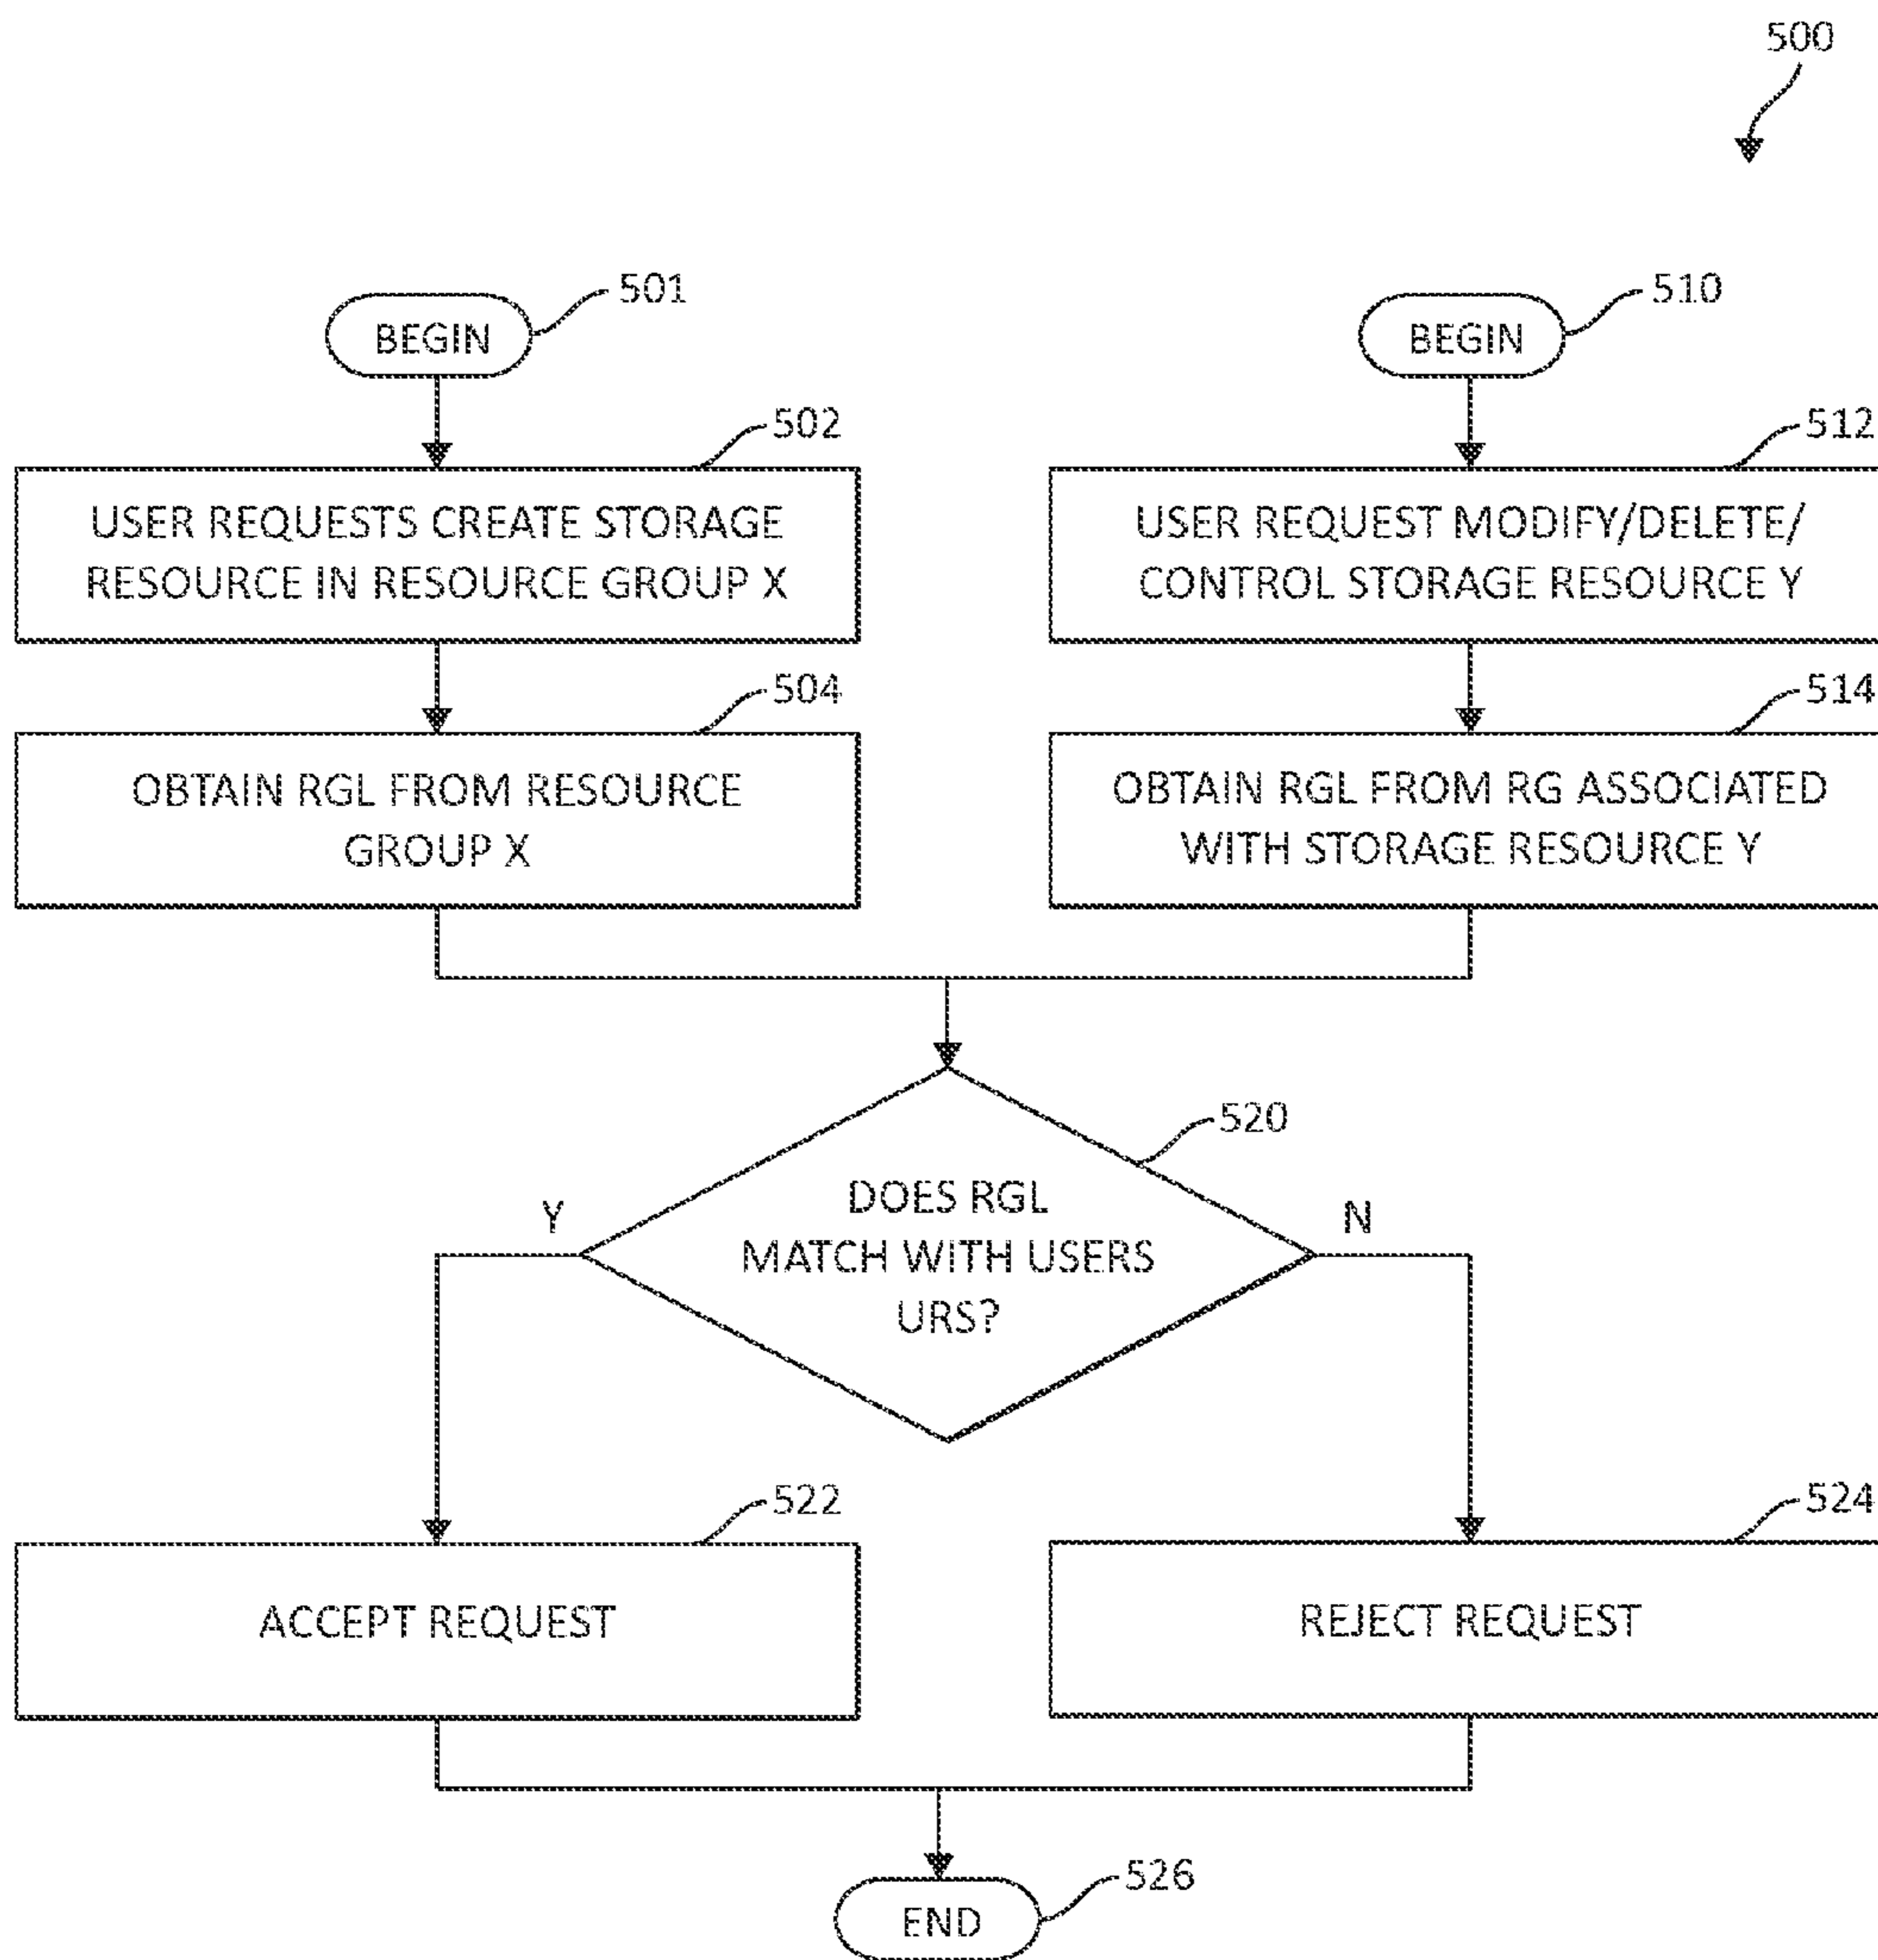 500
501
BEGIN
510
BEGIN
502
USER REQUESTS CREATE STORAGE
RESOURCE IN RESOURCE GROUP X
512
USER REQUEST MODIFY/DELETE/
CONTROL STORAGE RESOURCE Y
504
OBTAIN RGL FROM RESOURCE
GROUP X
514
OBTAIN RGL FROM RG ASSOCIATED
WITH STORAGE RESOURCE Y
520
DOES RGL
MATCH WITH USERS
URS?
Y
N
522
ACCEPT REQUEST
524
REJECT REQUEST
526
END